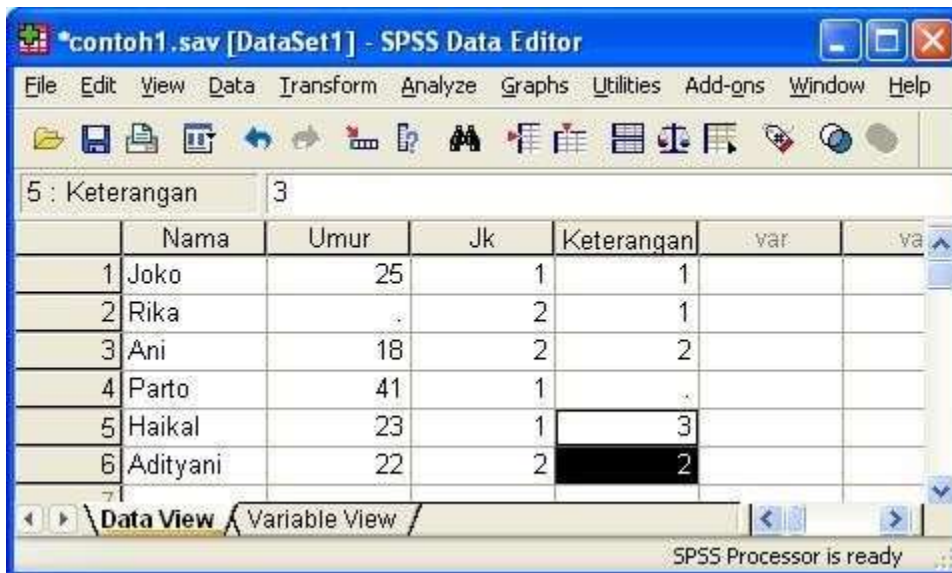 *contoh1.sav [DataSet1] - SPSS Data Editor
File Edit View Data Transform Analyze Graphs Utilities Add-ons Window Help
5 : Keterangan 3
Nama Umur Jk Keterangan var va
1 Joko 25 1 1
2 Rika . 2 1
3 Ani 18 2 2
4 Parto 41 1 .
5 Haikal 23 1 3
6 Adityani 22 2 2
7
Data View Variable View
SPSS Processor is ready